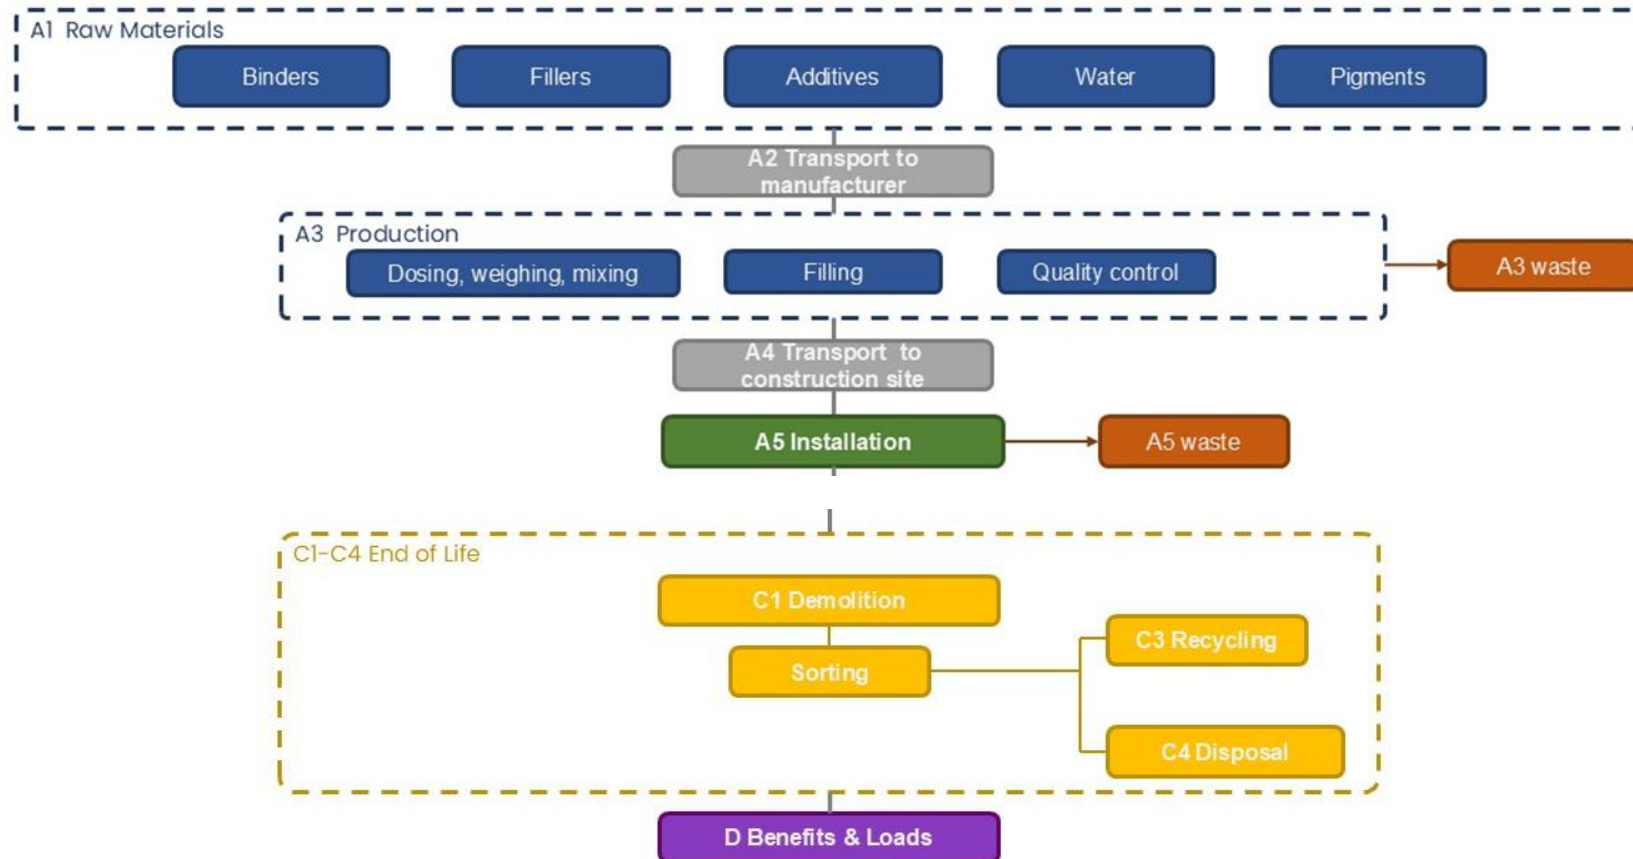 A1 Raw Materials
Binders
Fillers
Additives
Water
Pigments
A2 Transport to
manufacturer
A3 Production
Dosing, weighing, mixing
Filling
Quality control
A3 waste
A4 Transport to
construction site
A5 Installation
A5 waste
C1-C4 End of Life
C1 Demolition
C3 Recycling
Sorting
C4 Disposal
D Benefits & Loads